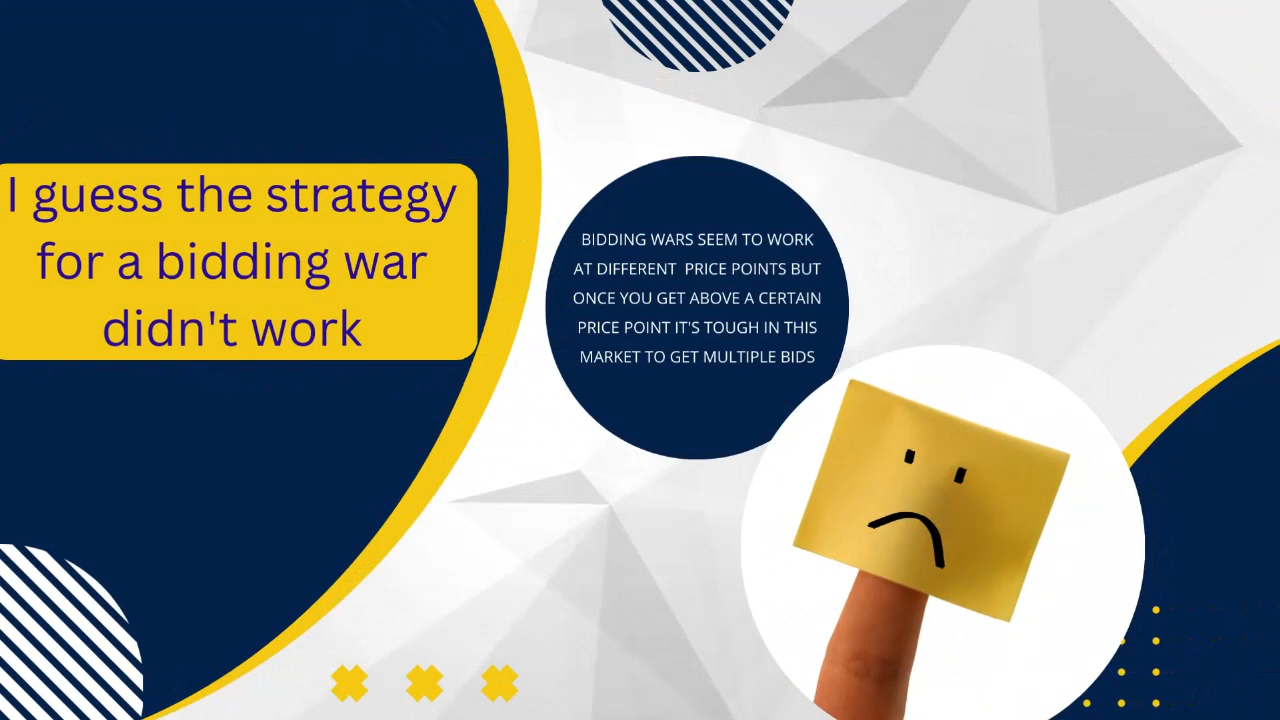 I guess the strategy
for a bidding war
didn't work
BIDDING WARS SEEM TO WORK
AT DIFFERENT PRICE POINTS BUT
ONCE YOU GET ABOVE A CERTAIN
PRICE POINT IT'S TOUGH IN THIS
MARKET TO GET MULTIPLE BIDS